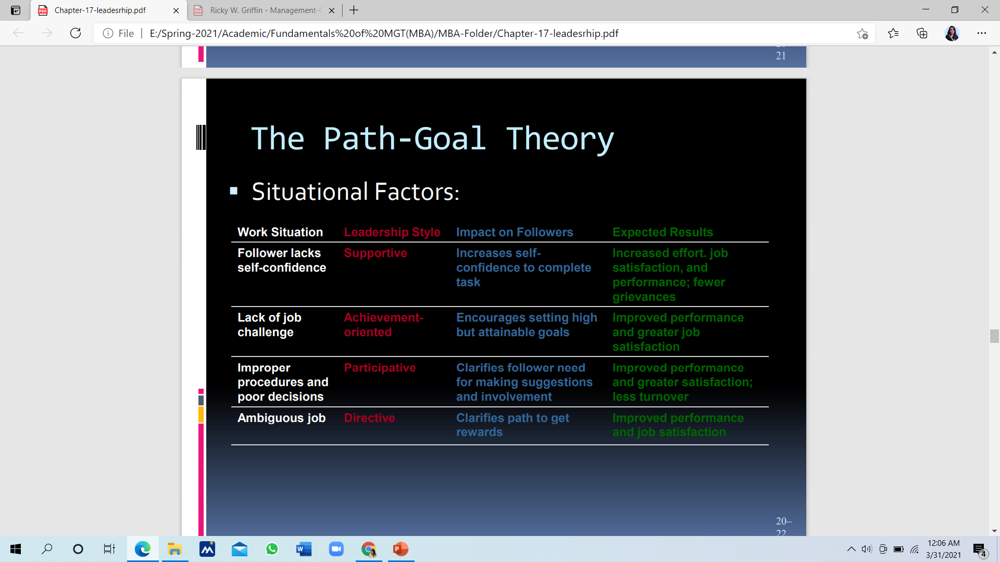 Chapter-17-leadesrhip.pdf
Ricky W. Griffin - Management-
File
E:/Spring-2021/Academic/Fundamentals%20of%20MGT(MBA)/MBA-Folder/Chapter-17-leadesrhip.pdf
21
The Path-Goal Theory
Situational Factors:
Work Situation Leadership Style Impact on Followers Expected Results
Follower lacks Supportive Increases self- Increased effort. job
self-confidence confidence to complete satisfaction, and
task performance; fewer
grievances
Lack of job Achievement- Encourages setting high Improved performance
challenge oriented but attainable goals and greater job
satisfaction
Improper Participative Clarifies follower need Improved performance
procedures and for making suggestions and greater satisfaction;
poor decisions and involvement less turnover
Ambiguous job Directive Clarifies path to get Improved performance
rewards and job satisfaction
20–
22
12:06 AM
3/31/2021
4